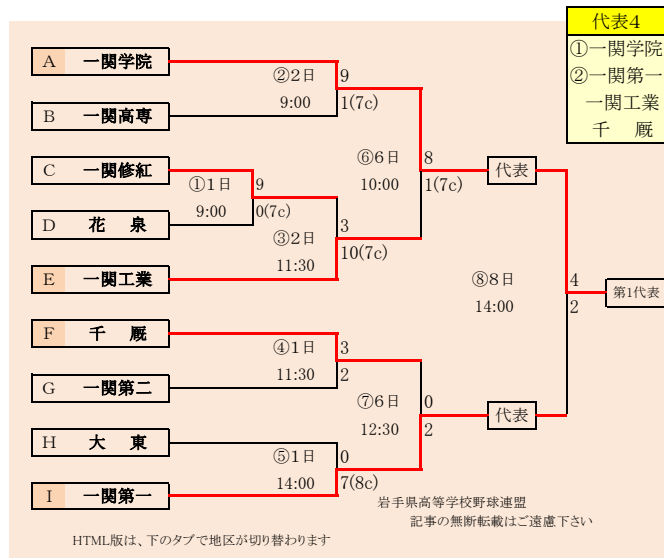 代表4
①一関学院
②一関第一
一関工業
千　厩
A 一関学院
②2日 9
9:00 1(7c)
B 一関高専
⑥6日 8
10:00 1(7c)
代表
C 一関修紅
①1日 9
9:00 0(7c)
D 花　泉
③2日 3
11:30 10(7c)
E 一関工業
⑧8日 4
14:00 2
第1代表
F 千　厩
④1日 3
11:30 2
G 一関第二
⑦6日 0
12:30 2
代表
H 大　東
⑤1日 0
14:00 7(8c)
I 一関第一
岩手県高等学校野球連盟
記事の無断転載はご遠慮下さい
HTML版は、下のタブで地区が切り替わります